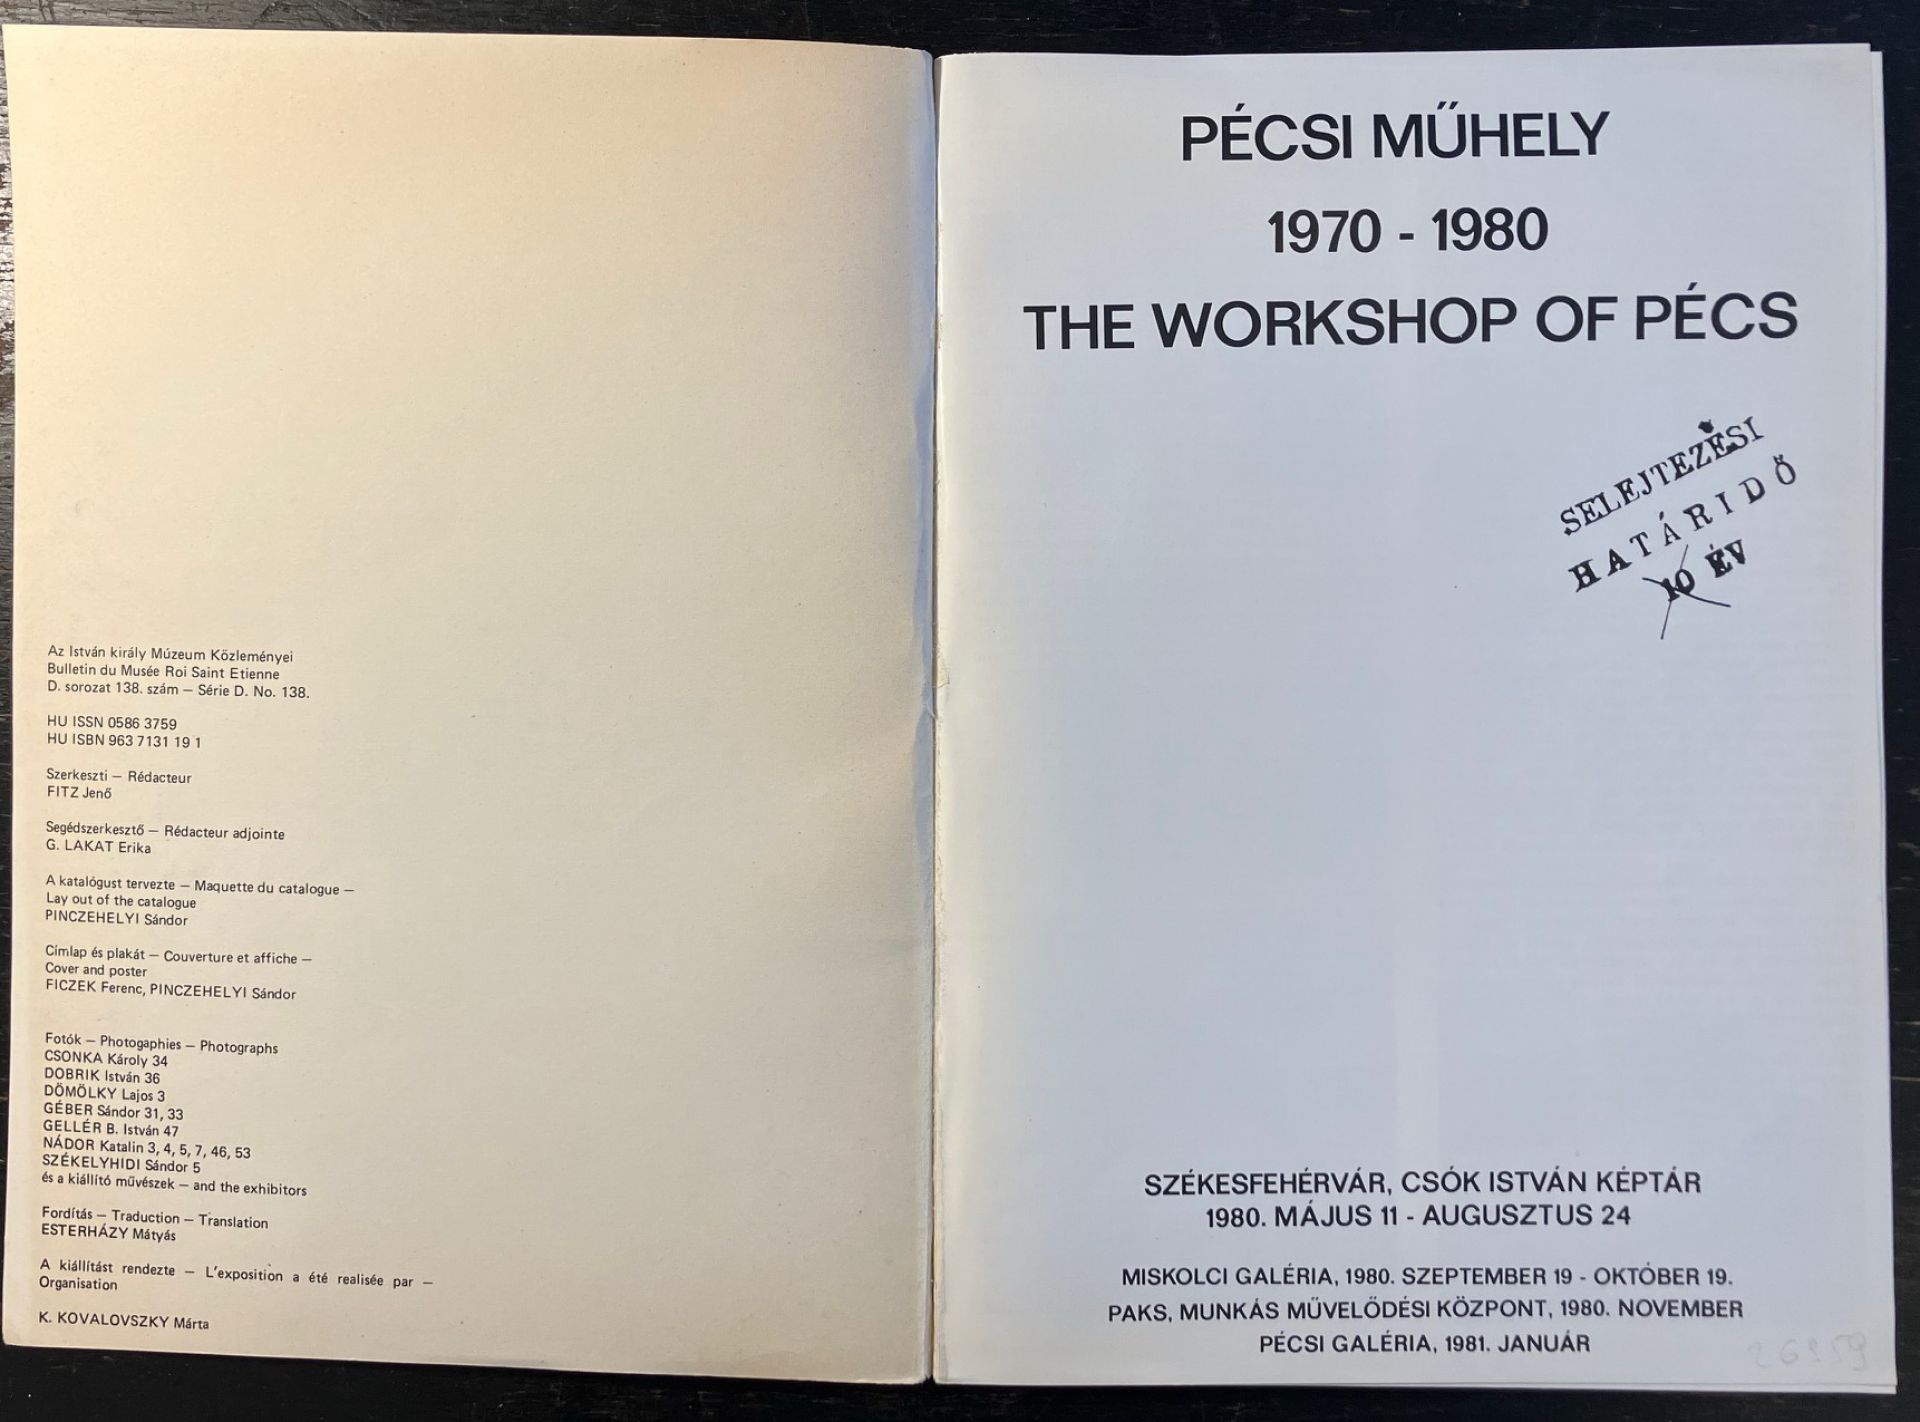 Az István király Múzeum Közleményei
Bulletin du Musée Roi Saint Etienne
D. sorozat 138. szám — Série D. No. 138.
HU ISSN 0586 3759
HU ISBN 963 7131 19 1
Szerkeszti — Rédacteur
FITZ Jenő
Segédszerkesztő — Rédacteur adjointe
G. LAKAT Erika
A katalógust tervezte — Maquette du catalogue —
Lay out of the catalogue
PINCZEHELYI Sándor
Címlap és plakát — Couverture et affiche —
Cover and poster
FICZEK Ferenc, PINCZEHELYI Sándor
Fotók — Photogaphies — Photographs
CSONKA Károly 34
DOBRIK István 36
DÖMÖLKY Lajos 3
GÉBER Sándor 31, 33
GELLÉR B. István 47
NÁDOR Katalin 3, 4, 5, 7, 46, 53
SZÉKELYHIDI Sándor 5
és a kiállító művészek — and the exhibitors
Fordítás — Traduction — Translation
ESTERHÁZY Mátyás
A kiállítást rendezte — L'exposition a été realisée par —
Organisation
K. KOVALOVSZKY Márta
PÉCSI MŰHELY
1970 - 1980
THE WORKSHOP OF PÉCS
SELEJTEZÉSI
HATÁRIDŐ
10 ÉV
SZÉKESFEHÉRVÁR, CSÓK ISTVÁN KÉPTÁR
1980. MÁJUS 11 - AUGUSZTUS 24
MISKOLCI GALÉRIA, 1980. SZEPTEMBER 19 - OKTÓBER 19.
PAKS, MUNKÁS MŰVELŐDÉSI KÖZPONT, 1980. NOVEMBER
PÉCSI GALÉRIA, 1981. JANUÁR